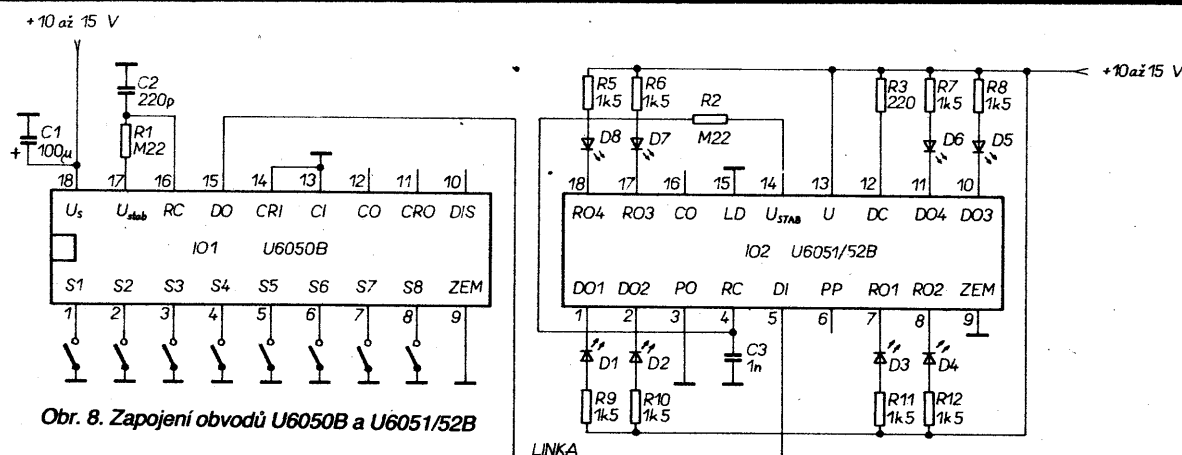 +10 až 15 V
C2
220p
C1
100µ
+
R1
M22
18 17 16 15 14 13 12 11 10
Us Ustab RC DO CRI CI CO CRO DIS
IO1 U6050B
S1 S2 S3 S4 S5 S6 S7 S8 ZEM
1 2 3 4 5 6 7 8 9
Obr. 8. Zapojení obvodů U6050B a U6051/52B
+10 až 15 V
R5
1k5
R6
1k5
R2
M22
R3
220
R7
1k5
R8
1k5
D8 D7 D6 D5
18 17 16 15 14 13 12 11 10
RO4 RO3 CO LD USTAB U DC DO4 DO3
IO2 U6051/52B
DO1 DO2 PO RC DI PP RO1 RO2 ZEM
1 2 3 4 5 6 7 8 9
D1 D2 C3
1n
D3 D4
R9
1k5
R10
1k5
R11
1k5
R12
1k5
LINKA